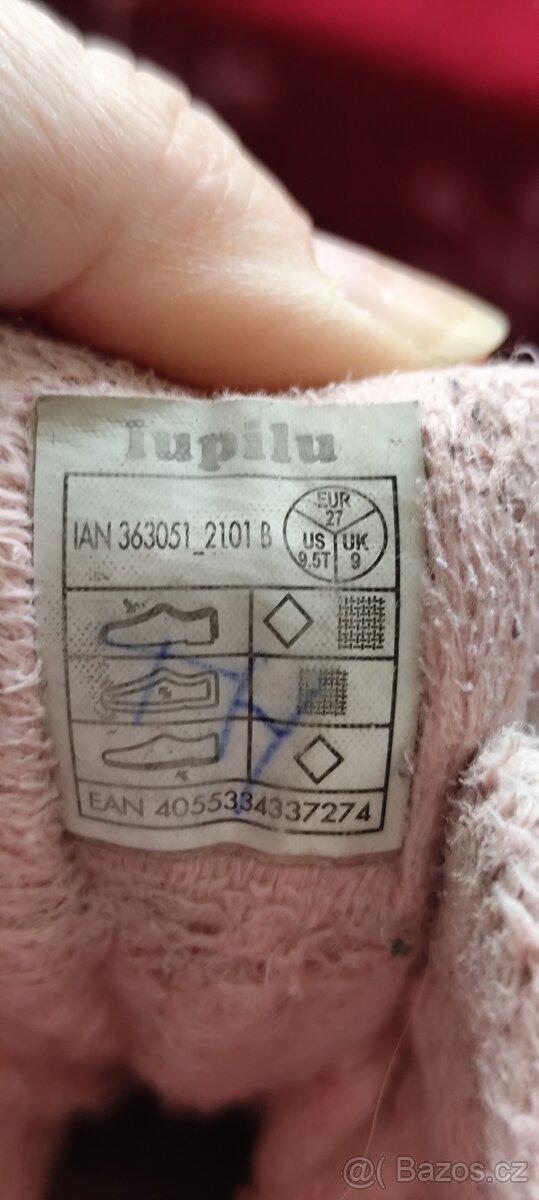 lupilu
IAN 363051_2101 B
EUR
27
US
9.5T
UK
9
EAN 4055334337274
@( Bazos.cz